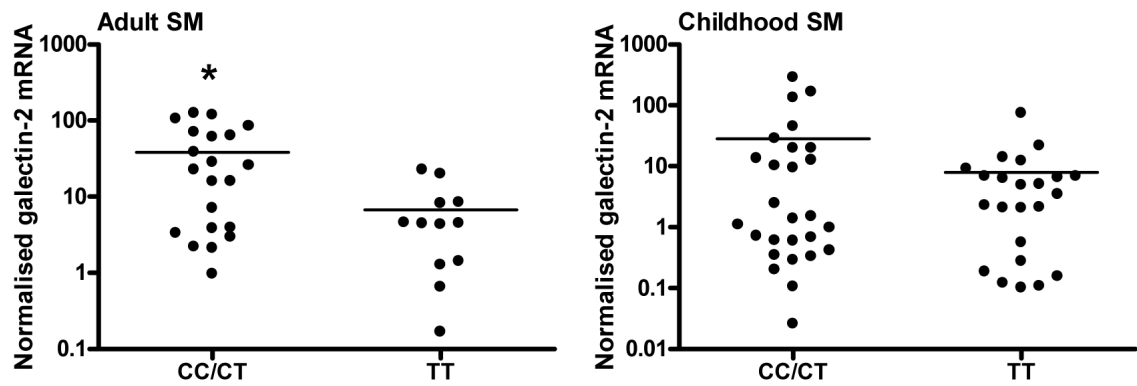 Adult SM
Normalised galectin-2 mRNA
1000
100
10
1
0.1
*
CC/CT
TT
Childhood SM
Normalised galectin-2 mRNA
1000
100
10
1
0.1
0.01
CC/CT
TT